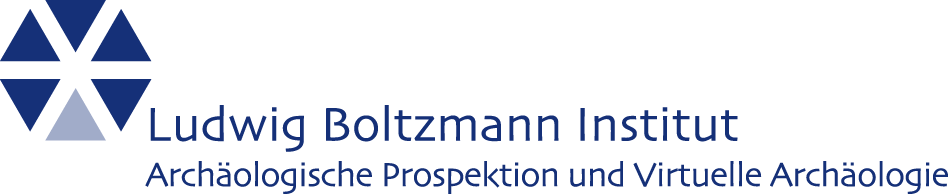 Ludwig Boltzmann Institut
Archäologische Prospektion und Virtuelle Archäologie